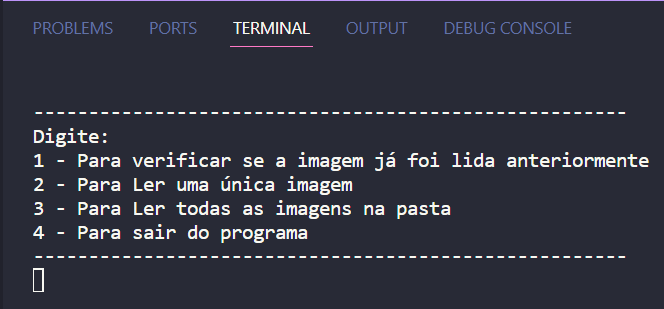 PROBLEMS PORTS TERMINAL OUTPUT DEBUG CONSOLE
------------------------------------------------------
Digite:
1 - Para verificar se a imagem já foi lida anteriormente
2 - Para Ler uma única imagem
3 - Para Ler todas as imagens na pasta
4 - Para sair do programa
------------------------------------------------------